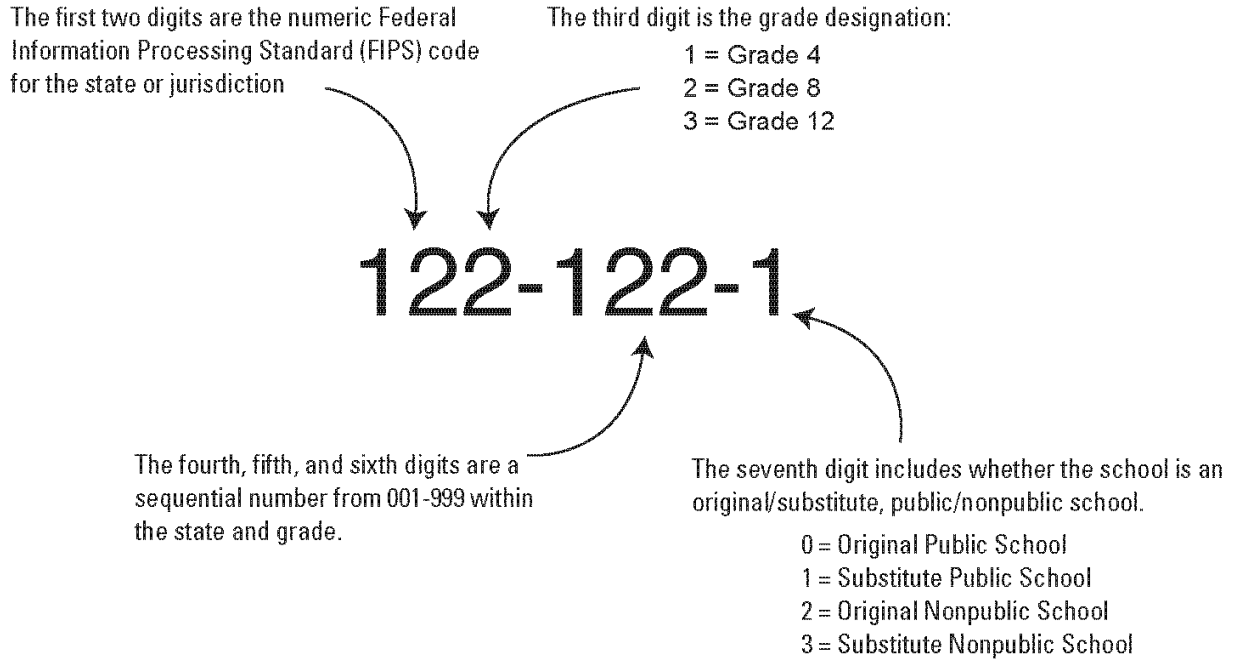 The first two digits are the numeric Federal
Information Processing Standard (FIPS) code
for the state or jurisdiction
The third digit is the grade designation:
1 = Grade 4
2 = Grade 8
3 = Grade 12
122-122-1
The fourth, fifth, and sixth digits are a
sequential number from 001-999 within
the state and grade.
The seventh digit includes whether the school is an
original/substitute, public/nonpublic school.
0 = Original Public School
1 = Substitute Public School
2 = Original Nonpublic School
3 = Substitute Nonpublic School